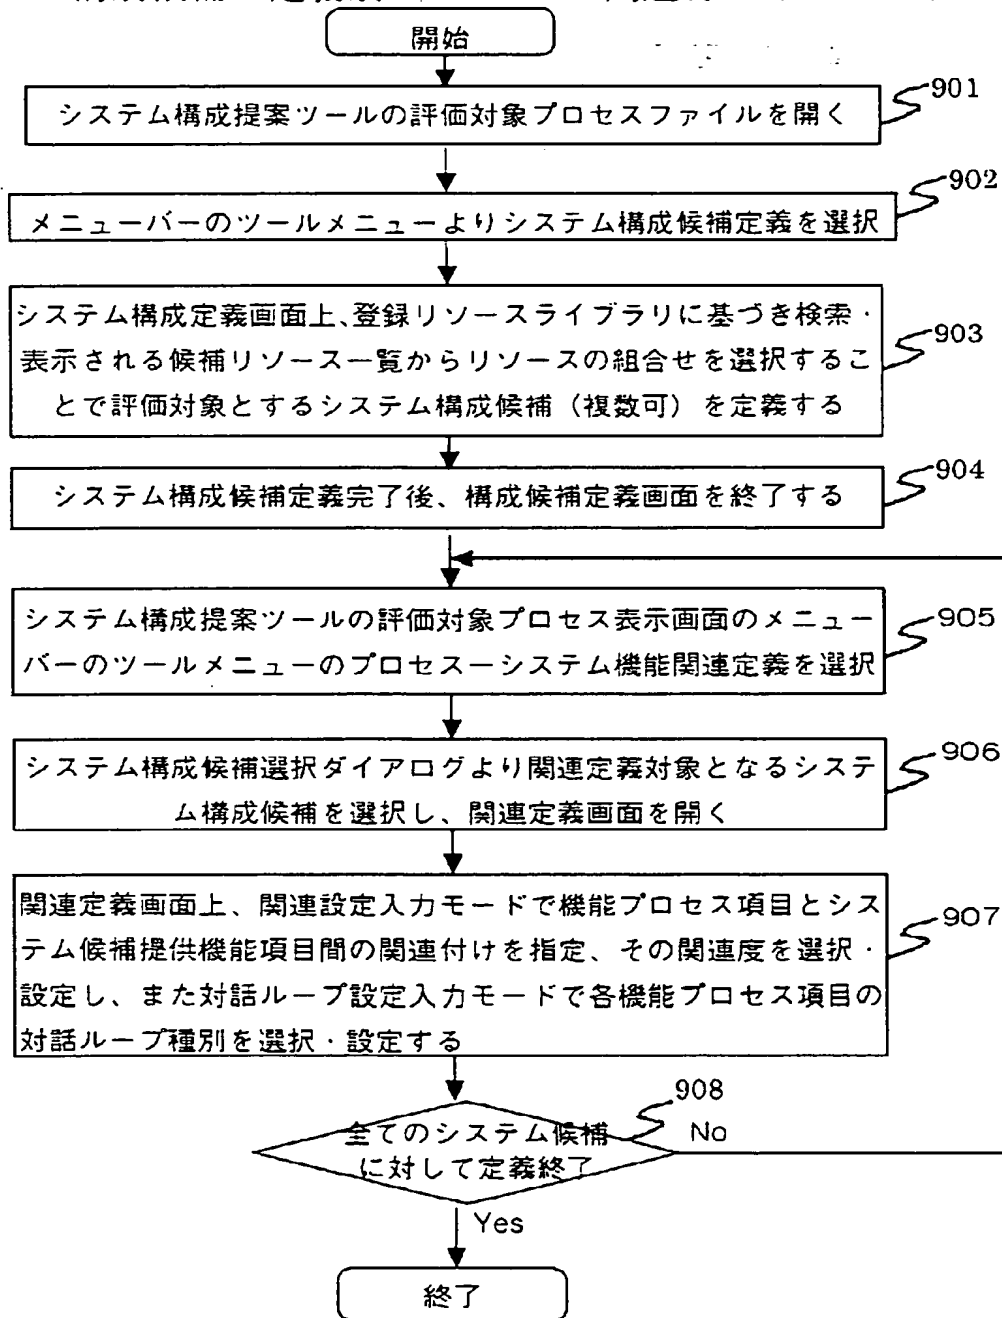 開始
システム構成提案ツールの評価対象プロセスファイルを開く
901
メニューバーのツールメニューよりシステム構成候補定義を選択
902
システム構成定義画面上、登録リソースライブラリに基づき検索・
表示される候補リソース一覧からリソースの組合せを選択するこ
とで評価対象とするシステム構成候補（複数可）を定義する
903
システム構成候補定義完了後、構成候補定義画面を終了する
904
システム構成提案ツールの評価対象プロセス表示画面のメニュー
バーのツールメニューのプロセスーシステム機能関連定義を選択
905
システム構成候補選択ダイアログより関連定義対象となるシステ
ム構成候補を選択し、関連定義画面を開く
906
関連定義画面上、関連設定入力モードで機能プロセス項目とシス
テム候補提供機能項目間の関連付けを指定、その関連度を選択・
設定し、また対話ループ設定入力モードで各機能プロセス項目の
対話ループ種別を選択・設定する
907
908
全てのシステム候補
に対して定義終了
No
Yes
終了